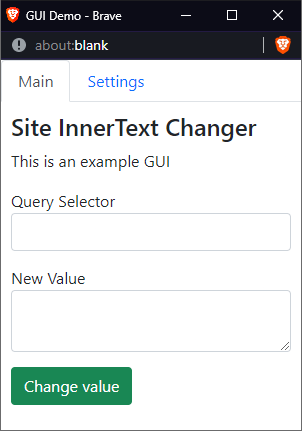 GUI Demo - Brave
about:blank
Main Settings
Site InnerText Changer
This is an example GUI
Query Selector
New Value
Change value